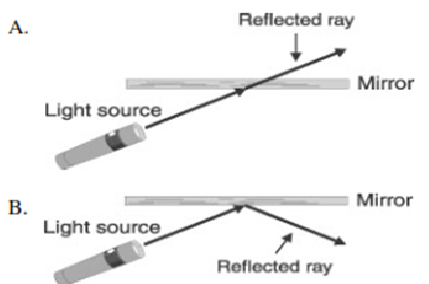 A.
Reflected ray
Mirror
Light source
B.
Mirror
Light source
Reflected ray